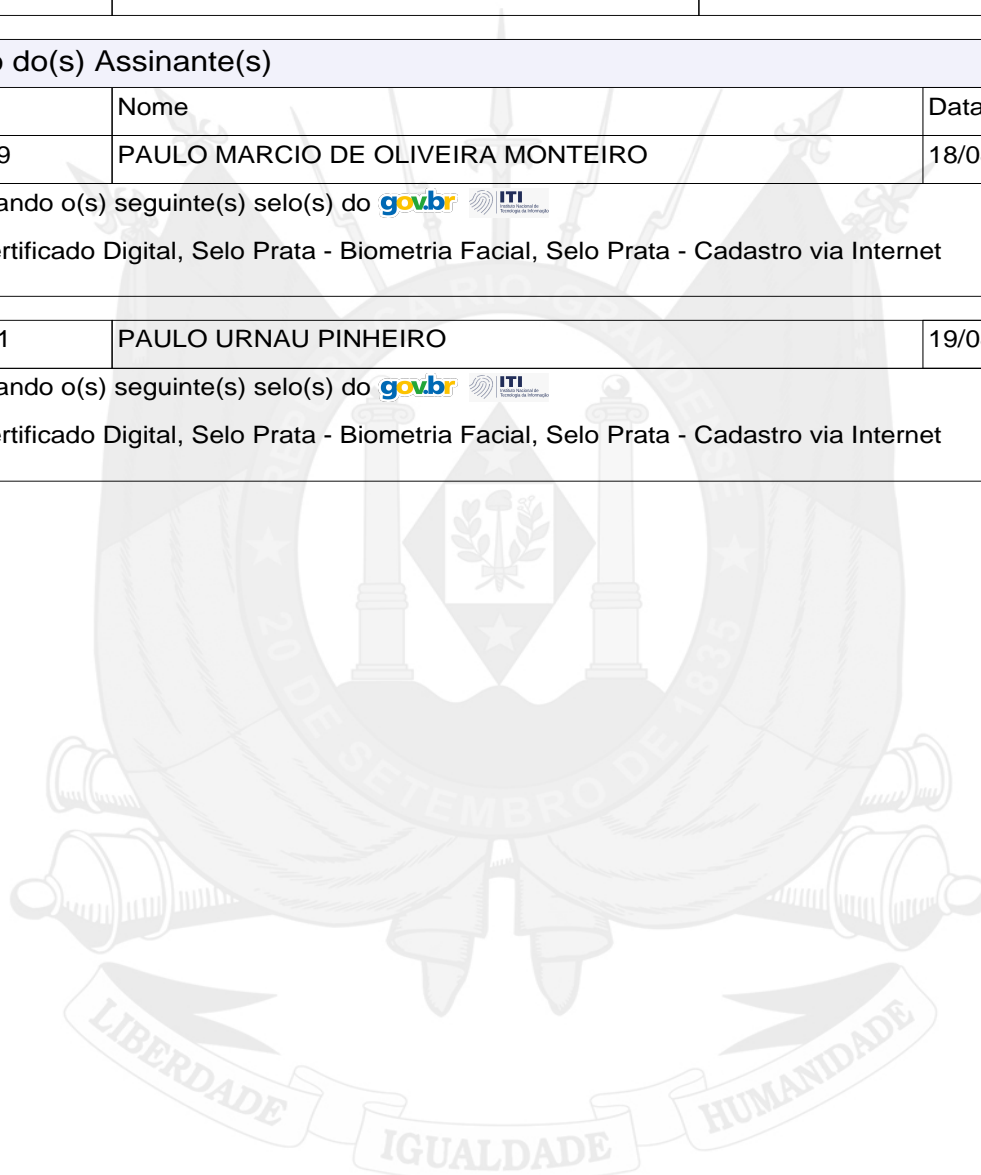 o do(s) Assinante(s)
Nome Data
9 PAULO MARCIO DE OLIVEIRA MONTEIRO 18/0
ando o(s) seguinte(s) selo(s) do gov.br ITI
ertificado Digital, Selo Prata - Biometria Facial, Selo Prata - Cadastro via Internet
1 PAULO URNAU PINHEIRO 19/0
ando o(s) seguinte(s) selo(s) do gov.br ITI
ertificado Digital, Selo Prata - Biometria Facial, Selo Prata - Cadastro via Internet
REPÚBLICA RIO GRANDENSE
20 DE SETEMBRO DE 1835
LIBERDADE IGUALDADE HUMANIDADE